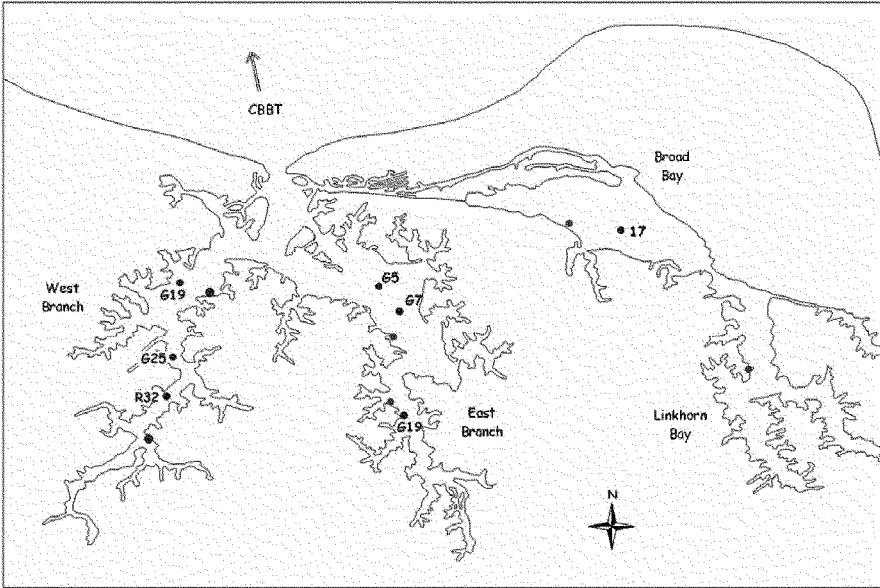 CBBT
Broad
Bay
17
G5
G7
West
Branch
G19
G25
R32
G19
East
Branch
Linkhorn
Bay
N